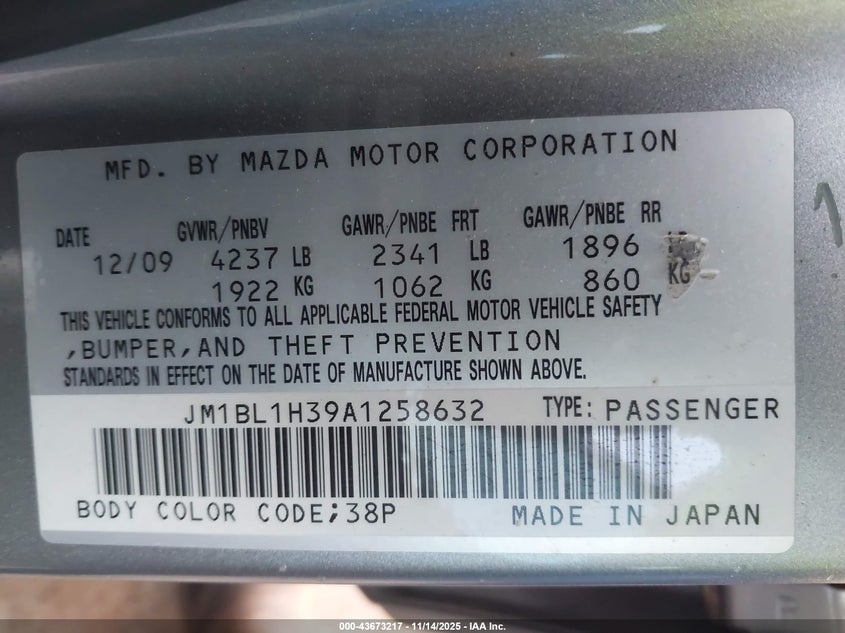 MFD. BY MAZDA MOTOR CORPORATION
DATE GVWR/PNBV GAWR/PNBE FRT GAWR/PNBE RR
12/09 4237 LB 2341 LB 1896
1922 KG 1062 KG 860 KG
THIS VEHICLE CONFORMS TO ALL APPLICABLE FEDERAL MOTOR VEHICLE SAFETY
,BUMPER,AND THEFT PREVENTION
STANDARDS IN EFFECT ON THE DATE OF MANUFACTURE SHOWN ABOVE.
JM1BL1H39A1258632 TYPE: PASSENGER
BODY COLOR CODE;38P MADE IN JAPAN
000-43673217 - 11/14/2025 - IAA Inc.